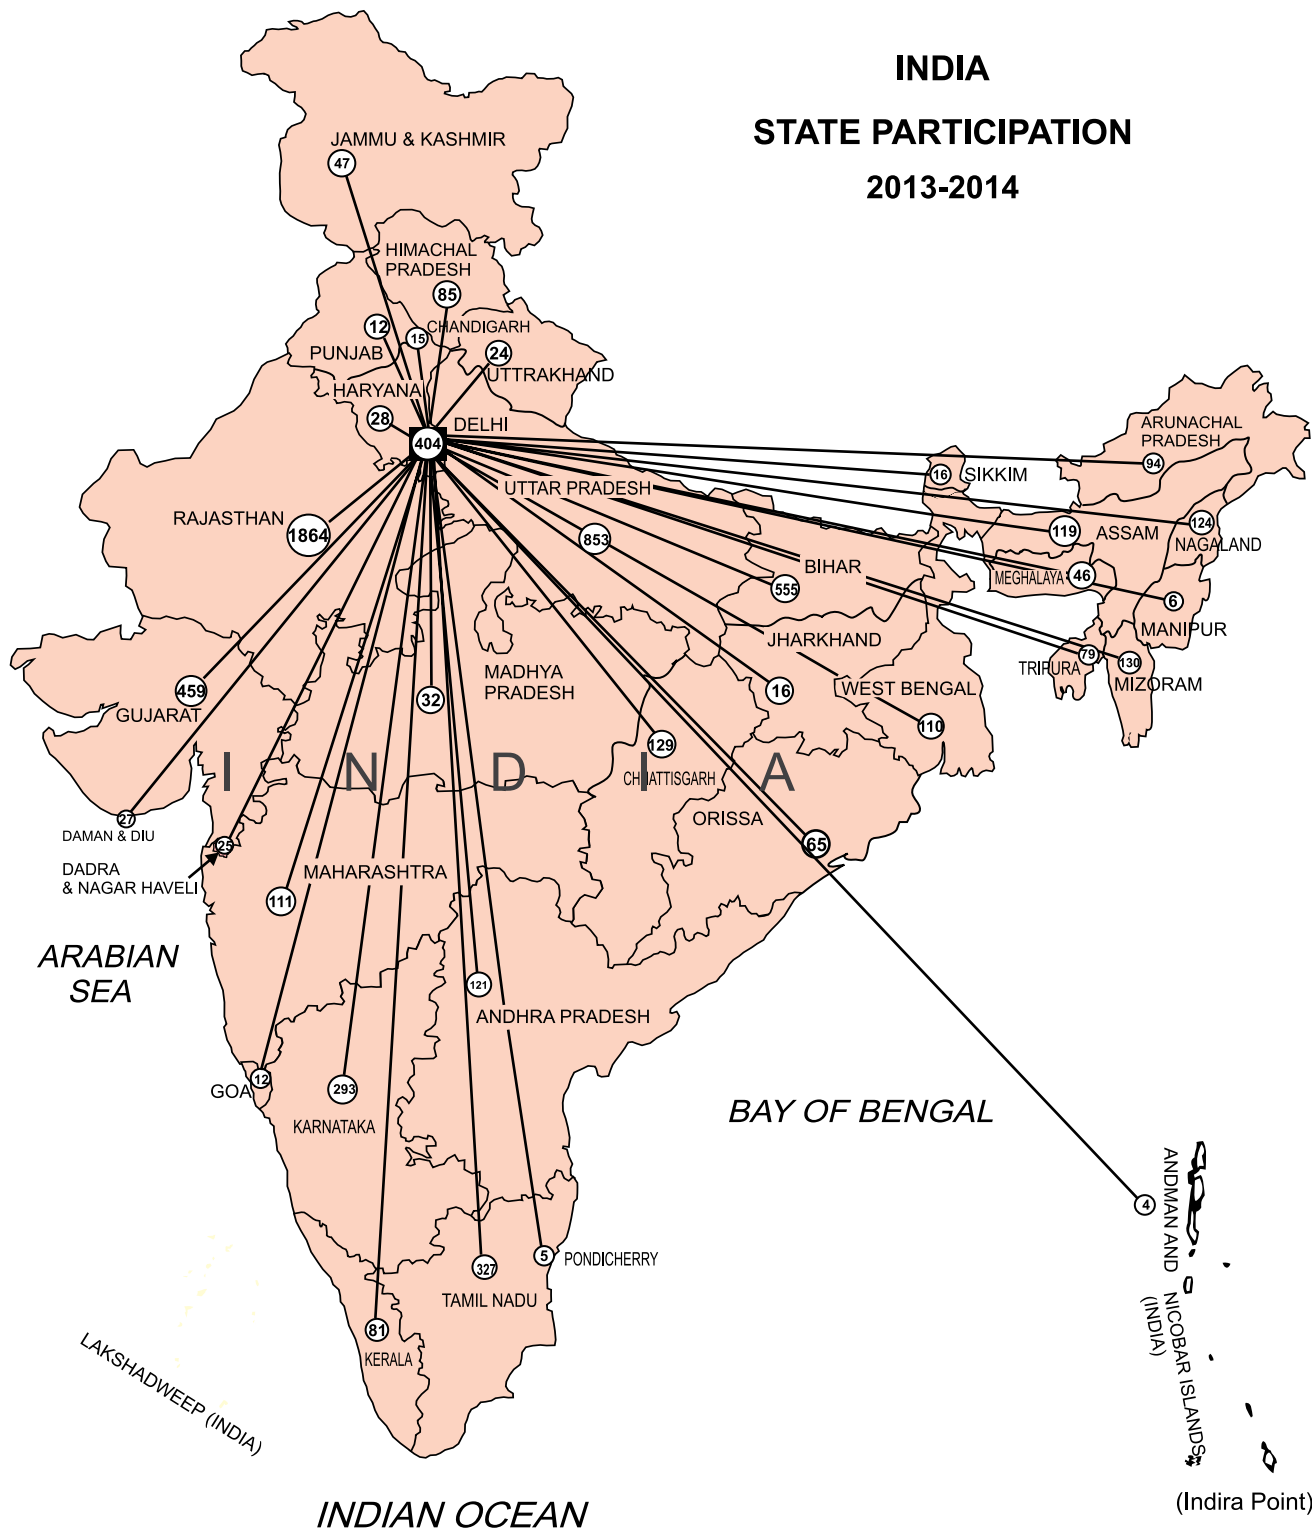 INDIA
STATE PARTICIPATION
2013-2014
JAMMU & KASHMIR
47
HIMACHAL
PRADESH
85
12
15
CHANDIGARH
PUNJAB
24
UTTRAKHAND
HARYANA
28
DELHI
404
ARUNACHAL
PRADESH
94
16
SIKKIM
UTTAR PRADESH
RAJASTHAN
1864
853
119
ASSAM
124
NAGALAND
BIHAR
555
MEGHALAYA
46
6
MANIPUR
JHARKHAND
TRIPURA
79
130
MIZORAM
MADHYA
PRADESH
459
GUJARAT
32
16
WEST BENGAL
110
129
CHHATTISGARH
I N D I A
ORISSA
65
27
DAMAN & DIU
25
DADRA
& NAGAR HAVELI
MAHARASHTRA
111
ARABIAN
SEA
121
ANDHRA PRADESH
GOA
12
293
KARNATAKA
BAY OF BENGAL
4
ANDMAN AND NICOBAR ISLANDS
(INDIA)
5
PONDICHERRY
327
TAMIL NADU
81
KERALA
LAKSHADWEEP (INDIA)
(Indira Point)
INDIAN OCEAN